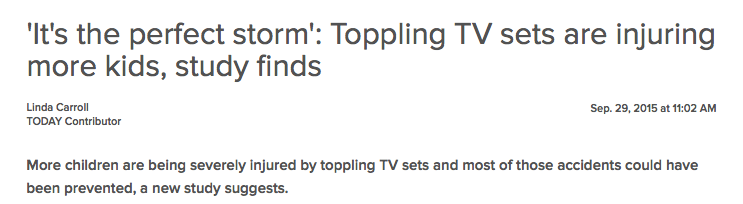 'It's the perfect storm': Toppling TV sets are injuring
more kids, study finds
Linda Carroll
TODAY Contributor
Sep. 29, 2015 at 11:02 AM
More children are being severely injured by toppling TV sets and most of those accidents could have
been prevented, a new study suggests.